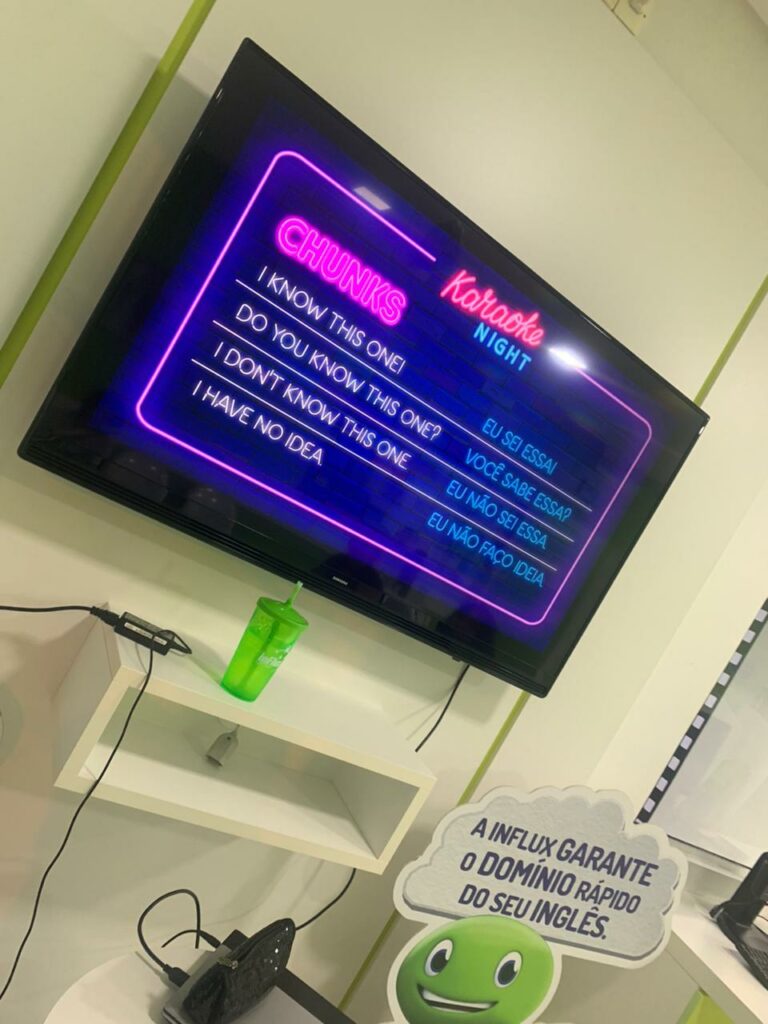 CHUNKS
Karaoke
NIGHT
I KNOW THIS ONE!
EU SEI ESSA!
DO YOU KNOW THIS ONE?
VOCÊ SABE ESSA?
I DON'T KNOW THIS ONE
EU NÃO SEI ESSA
I HAVE NO IDEA
EU NÃO FAÇO IDEIA
SAMSUNG
A INFLUX GARANTE
O DOMÍNIO RÁPIDO
DO SEU INGLÊS.